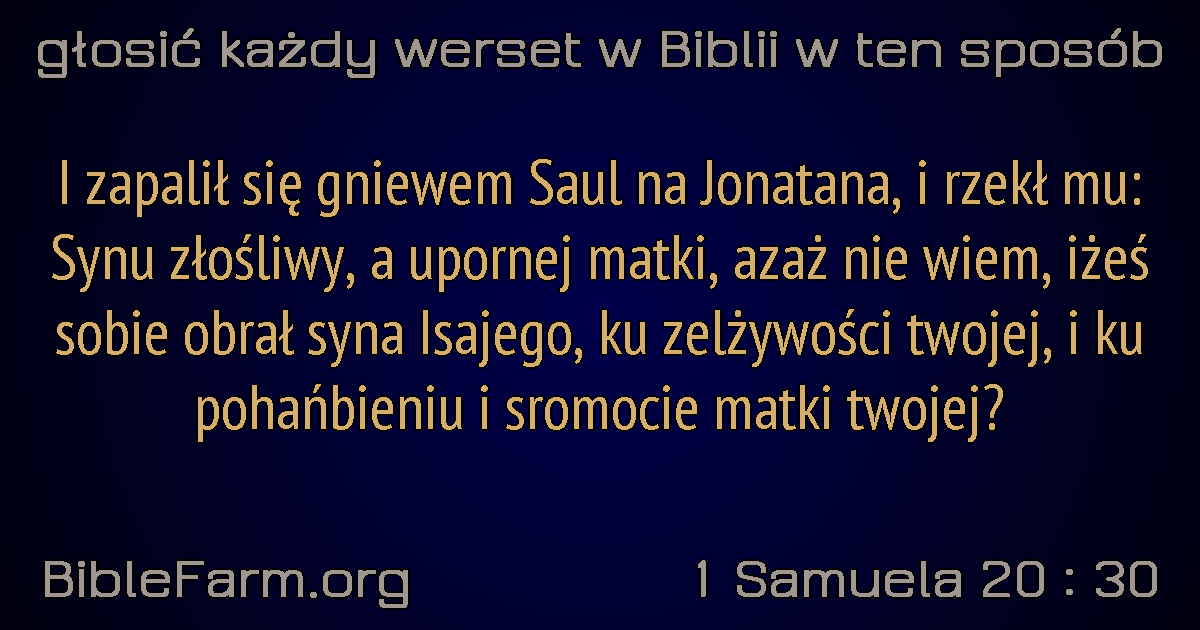 głosić każdy werset w Biblii w ten sposób
I zapalił się gniewem Saul na Jonatana, i rzekł mu:
Synu złośliwy, a upornej matki, azaż nie wiem, iżeś
sobie obrał syna Isajego, ku zelżywości twojej, i ku
pohańbieniu i sromocie matki twojej?
BibleFarm.org
1 Samuela 20 : 30